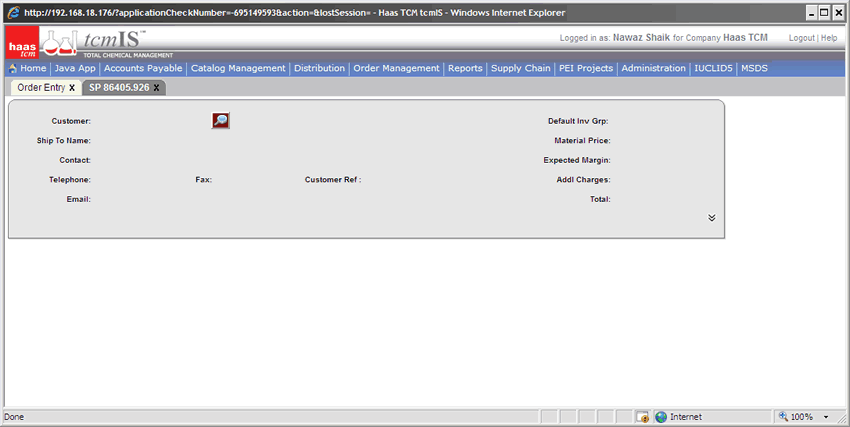 http://192.168.18.176/?applicationCheckNumber=-695149593&action=&lostSession= - Haas TCM tcmIS - Windows Internet Explorer
haas tcm tcmIS™ Logged in as: Nawaz Shaik for Company Haas TCM Logout | Help
TOTAL CHEMICAL MANAGEMENT
Home | Java App | Accounts Payable | Catalog Management | Distribution | Order Management | Reports | Supply Chain | PEI Projects | Administration | IUCLID5 | MSDS
Order Entry X SP 86405.926 X
Customer: Default Inv Grp:
Ship To Name: Material Price:
Contact: Expected Margin:
Telephone: Fax: Customer Ref : Addl Charges:
Email: Total:
Done Internet 100%